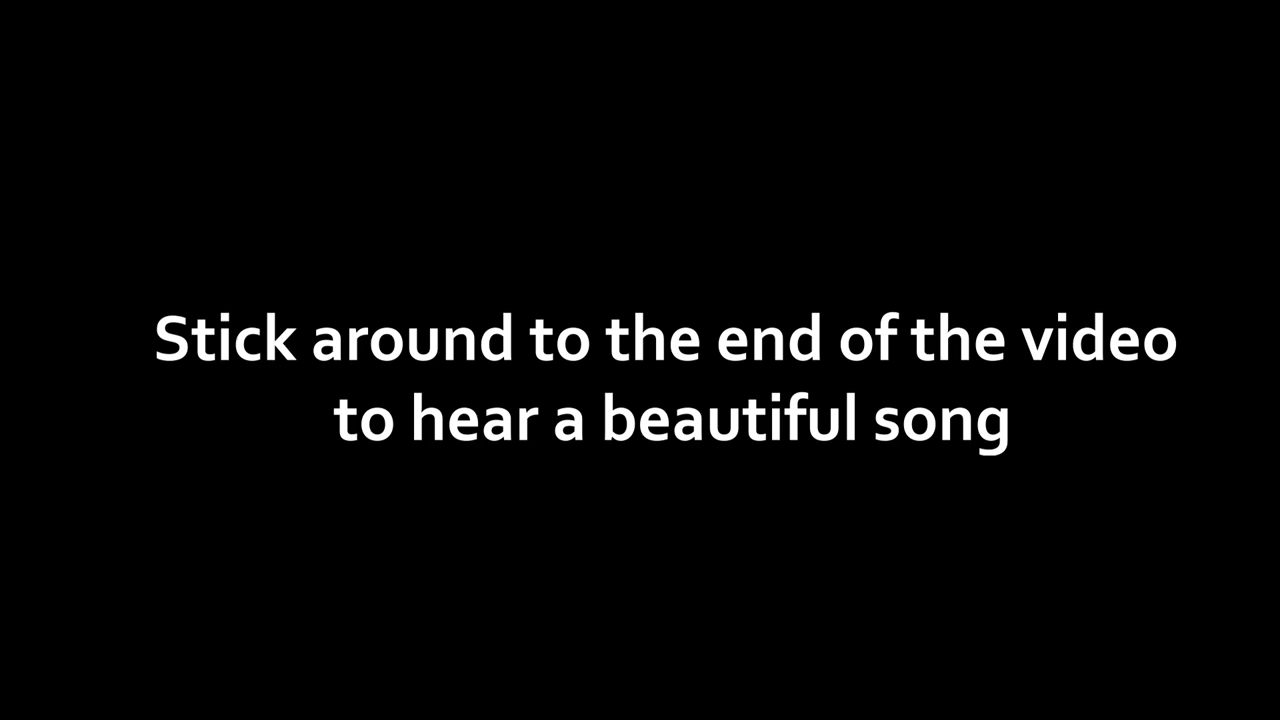 Stick around to the end of the video
to hear a beautiful song